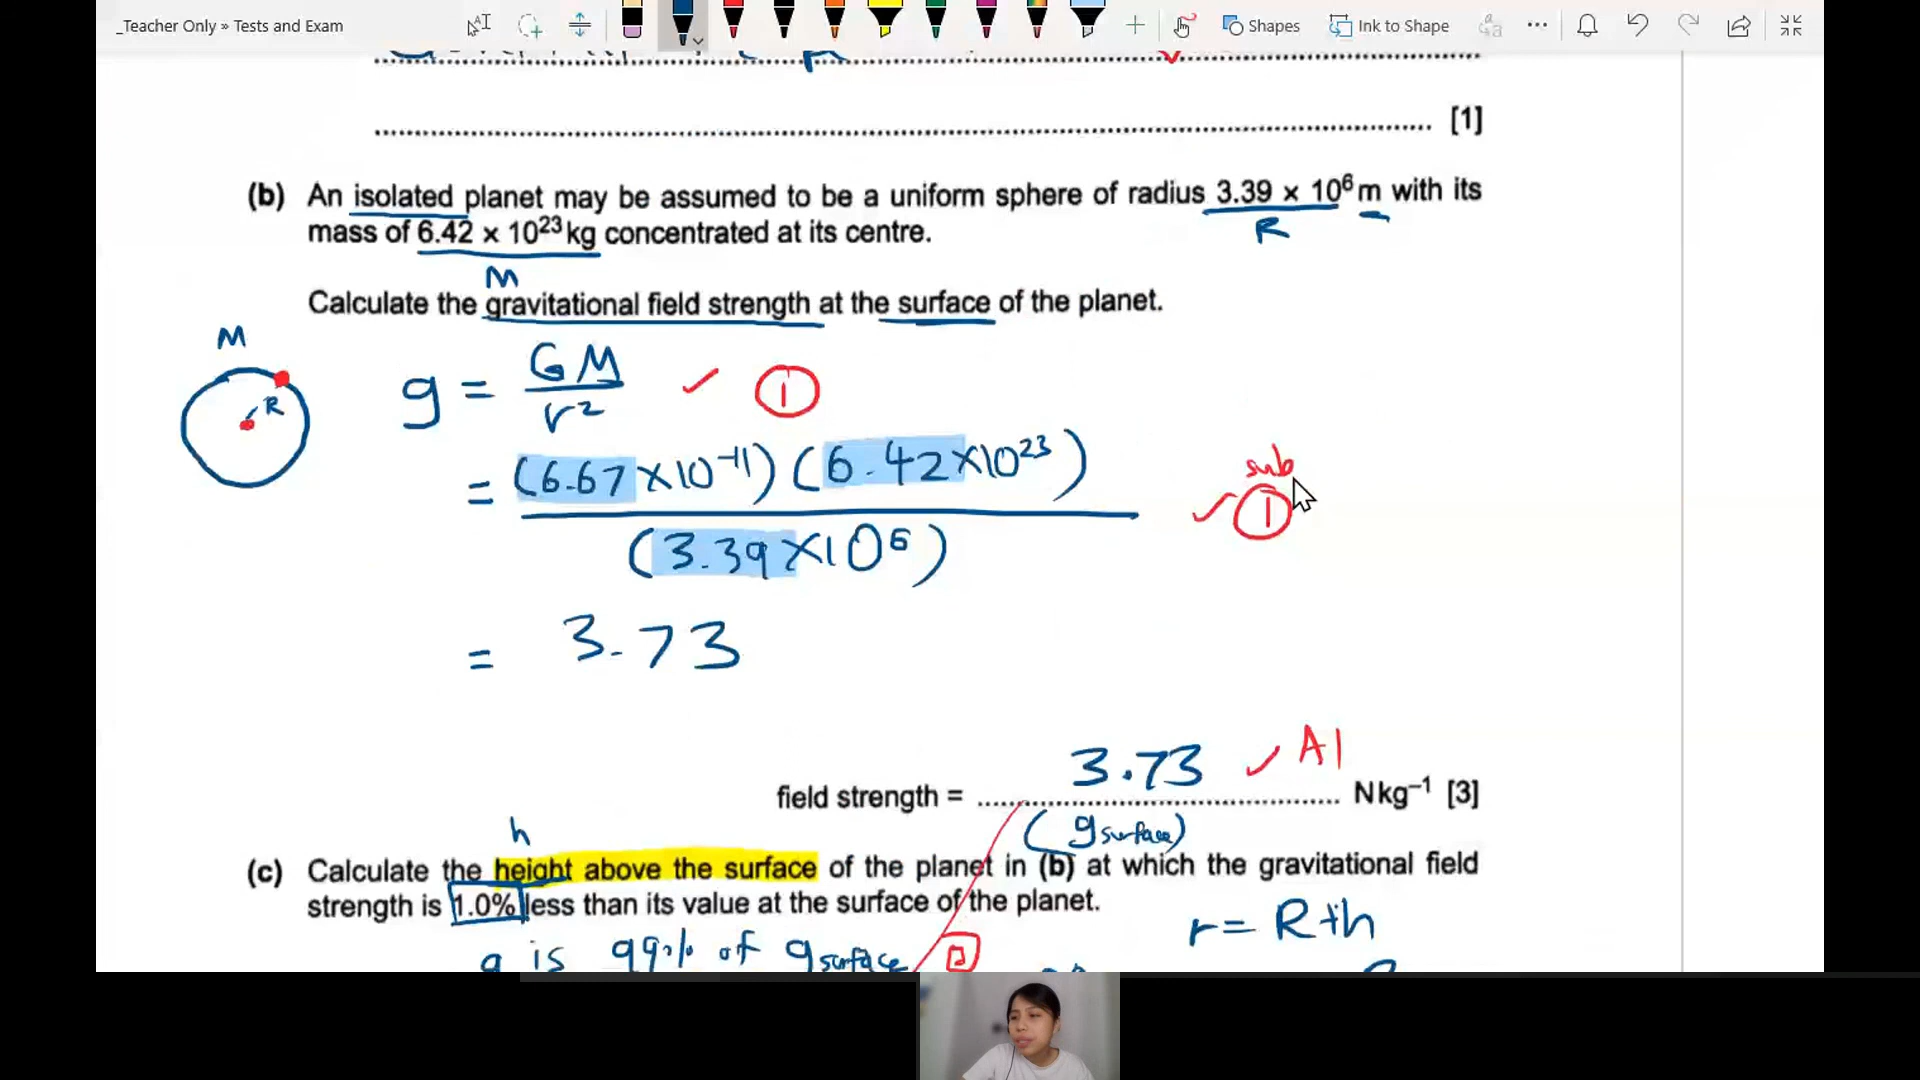 _Teacher Only » Tests and Exam
Shapes
Ink to Shape
[1]
(b) An isolated planet may be assumed to be a uniform sphere of radius 3.39 × 10⁶ m with its
R
mass of 6.42 × 10²³ kg concentrated at its centre.
M
Calculate the gravitational field strength at the surface of the planet.
M
R
g = GM / r² ✓ ①
= (6.67×10⁻¹¹)(6.42×10²³)
sub
✓ ①
(3.39×10⁶)
= 3.73
field strength = 3.73 ✓ A1 N kg⁻¹ [3]
(g surface)
h
(c) Calculate the height above the surface of the planet in (b) at which the gravitational field
strength is 1.0% less than its value at the surface of the planet.
r = R+h
g is 99% of g surface